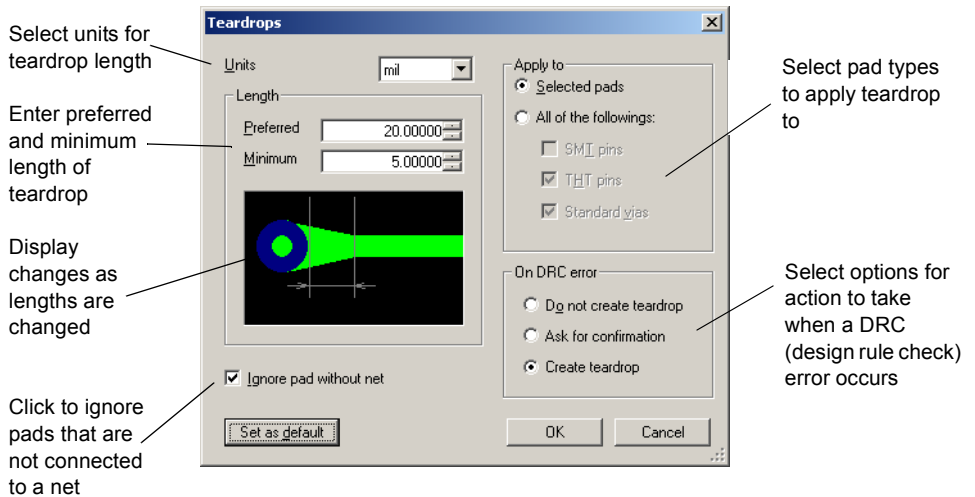 Select units for
teardrop length
Enter preferred
and minimum
length of
teardrop
Display
changes as
lengths are
changed
Click to ignore
pads that are
not connected
to a net
Teardrops
Units
mil
Length
Preferred
20.00000
Minimum
5.00000
Ignore pad without net
Set as default
Apply to
Selected pads
All of the followings:
SMT pins
THT pins
Standard vias
On DRC error
Do not create teardrop
Ask for confirmation
Create teardrop
OK
Cancel
Select pad types
to apply teardrop
to
Select options for
action to take
when a DRC
(design rule check)
error occurs